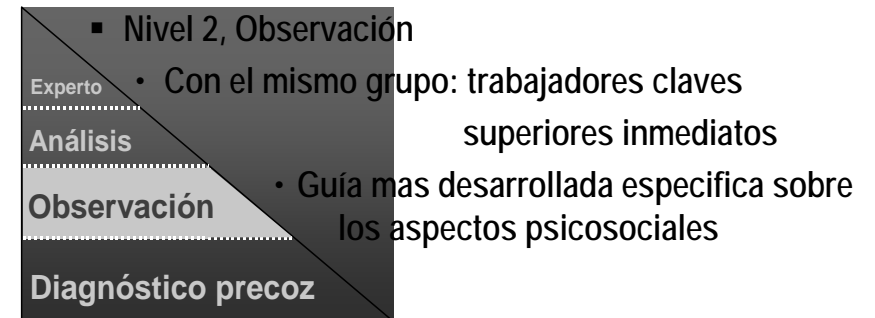 ▪ Nivel 2, Observación
Experto
• Con el mismo grupo: trabajadores claves
Análisis
superiores inmediatos
• Guía mas desarrollada especifica sobre
Observación
los aspectos psicosociales
Diagnóstico precoz